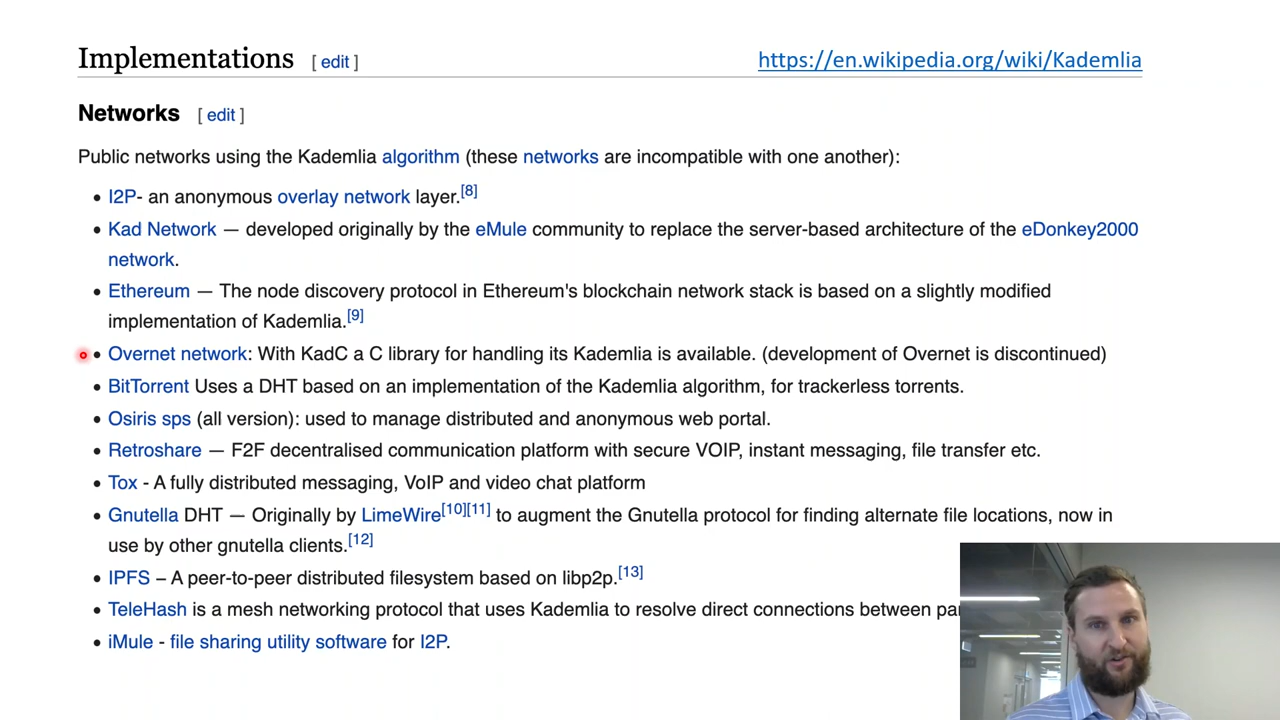 Implementations [ edit ] https://en.wikipedia.org/wiki/Kademlia
Networks [ edit ]
Public networks using the Kademlia algorithm (these networks are incompatible with one another):
• I2P- an anonymous overlay network layer.[8]
• Kad Network — developed originally by the eMule community to replace the server-based architecture of the eDonkey2000
network.
• Ethereum — The node discovery protocol in Ethereum's blockchain network stack is based on a slightly modified
implementation of Kademlia.[9]
• Overnet network: With KadC a C library for handling its Kademlia is available. (development of Overnet is discontinued)
• BitTorrent Uses a DHT based on an implementation of the Kademlia algorithm, for trackerless torrents.
• Osiris sps (all version): used to manage distributed and anonymous web portal.
• Retroshare — F2F decentralised communication platform with secure VOIP, instant messaging, file transfer etc.
• Tox - A fully distributed messaging, VoIP and video chat platform
• Gnutella DHT — Originally by LimeWire[10][11] to augment the Gnutella protocol for finding alternate file locations, now in
use by other gnutella clients.[12]
• IPFS – A peer-to-peer distributed filesystem based on libp2p.[13]
• TeleHash is a mesh networking protocol that uses Kademlia to resolve direct connections between
• iMule - file sharing utility software for I2P.